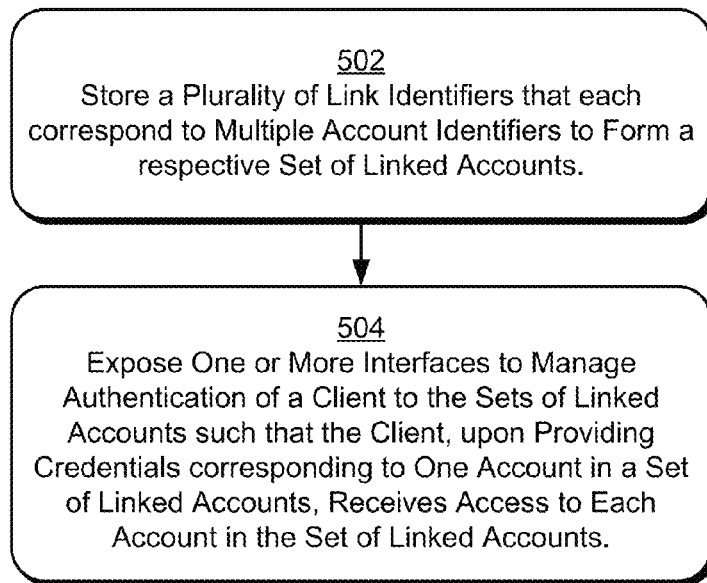 502
Store a Plurality of Link Identifiers that each
correspond to Multiple Account Identifiers to Form a
respective Set of Linked Accounts.
504
Expose One or More Interfaces to Manage
Authentication of a Client to the Sets of Linked
Accounts such that the Client, upon Providing
Credentials corresponding to One Account in a Set
of Linked Accounts, Receives Access to Each
Account in the Set of Linked Accounts.